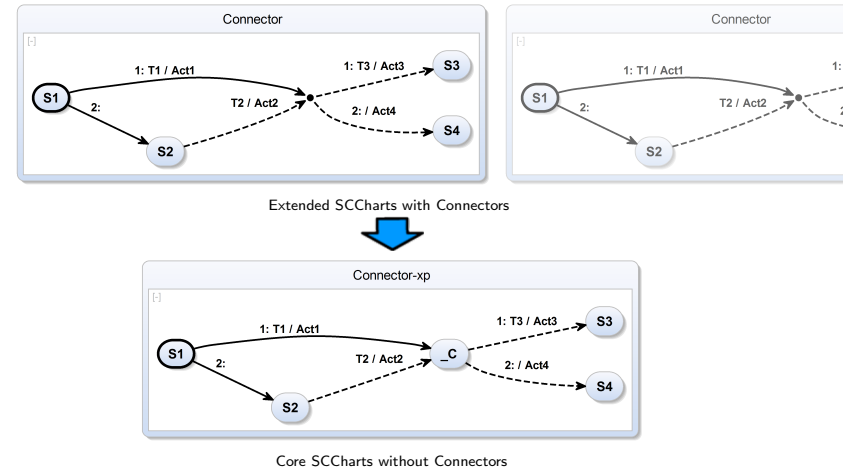 Connector
[-]
1: T1 / Act1
1: T3 / Act3
S3
S1
2:
T2 / Act2
2: / Act4
S4
S2
Connector
[-]
1: T1 / Act1
1:
S1
2:
T2 / Act2
2
S2
Extended SCCharts with Connectors
Connector-xp
[-]
1: T1 / Act1
1: T3 / Act3
S3
S1
_C
2:
T2 / Act2
2: / Act4
S4
S2
Core SCCharts without Connectors